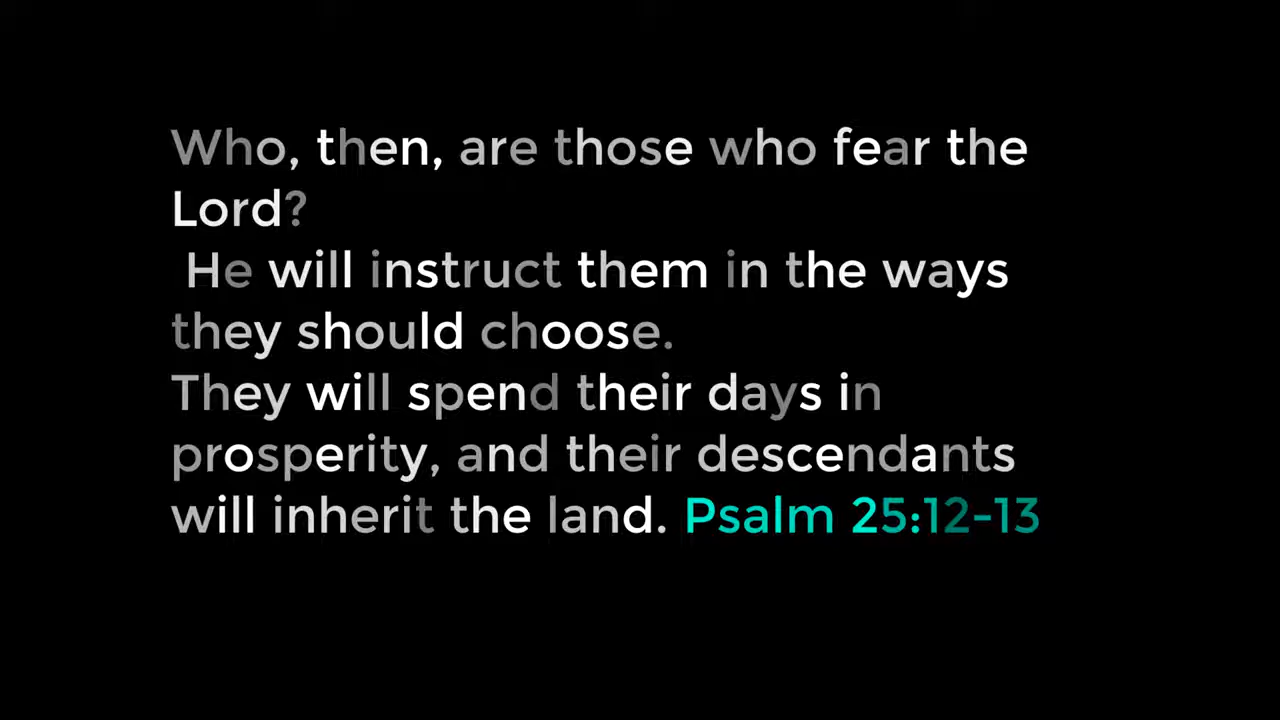 Who, then, are those who fear the
Lord?
He will instruct them in the ways
they should choose.
They will spend their days in
prosperity, and their descendants
will inherit the land. Psalm 25:12-13